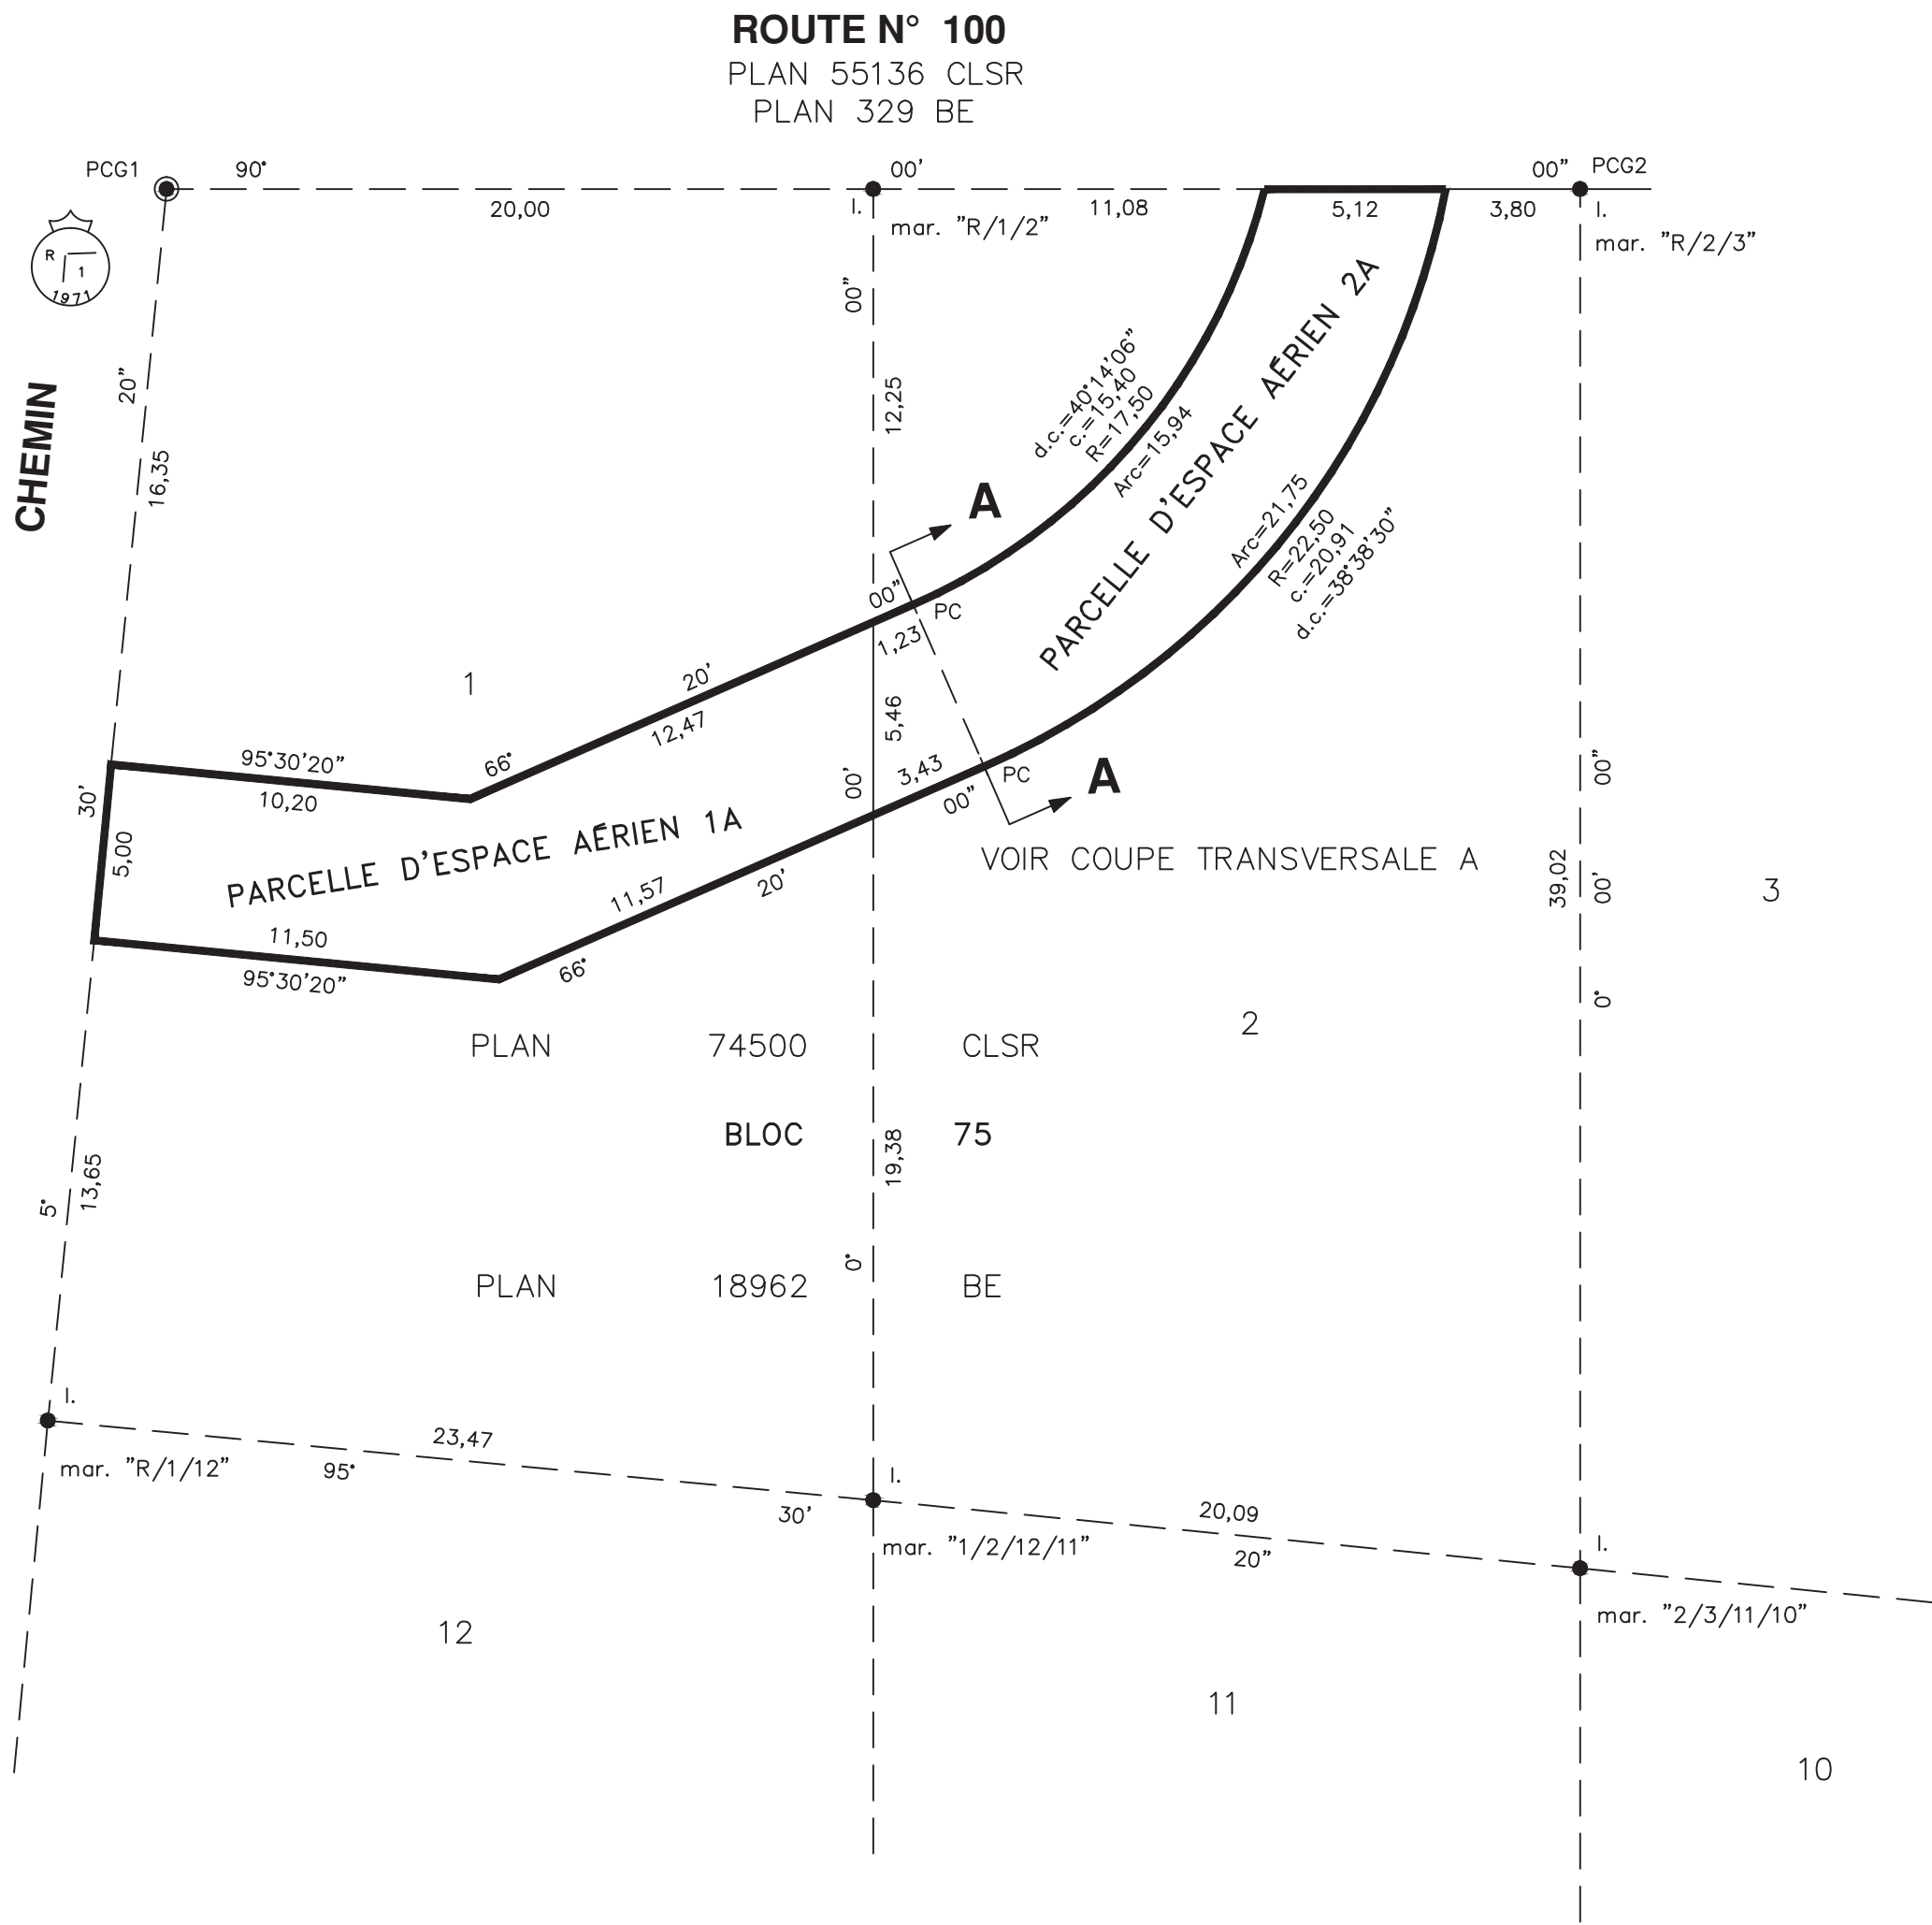 ROUTE N° 100
PLAN 55136 CLSR
PLAN 329 BE
PCG1
90°
00'
00"
PCG2
20,00
I.
11,08
5,12
3,80
I.
mar. "R/1/2"
mar. "R/2/3"
R
1
1971
CHEMIN
20"
16,35
00"
12,25
d.c.=40°14'06"
c.=15,40
R=17,50
Arc=15,94
PARCELLE D'ESPACE AÉRIEN 2A
Arc=21,75
R=22,50
c.=20,91
d.c.=38°38'30"
A
00"
PC
1,23
1
20'
12,47
66°
5,46
95°30'20"
10,20
30'
5,00
00'
3,43
00"
PC
A
PARCELLE D'ESPACE AÉRIEN 1A
VOIR COUPE TRANSVERSALE A
11,57
20'
66°
11,50
95°30'20"
00"
39,02
00'
0°
3
2
PLAN 74500 CLSR
BLOC 75
19,38
13,65
5°
0°
PLAN 18962 BE
I.
mar. "R/1/12"
23,47
95°
30'
I.
mar. "1/2/12/11"
20,09
20"
I.
mar. "2/3/11/10"
12
11
10